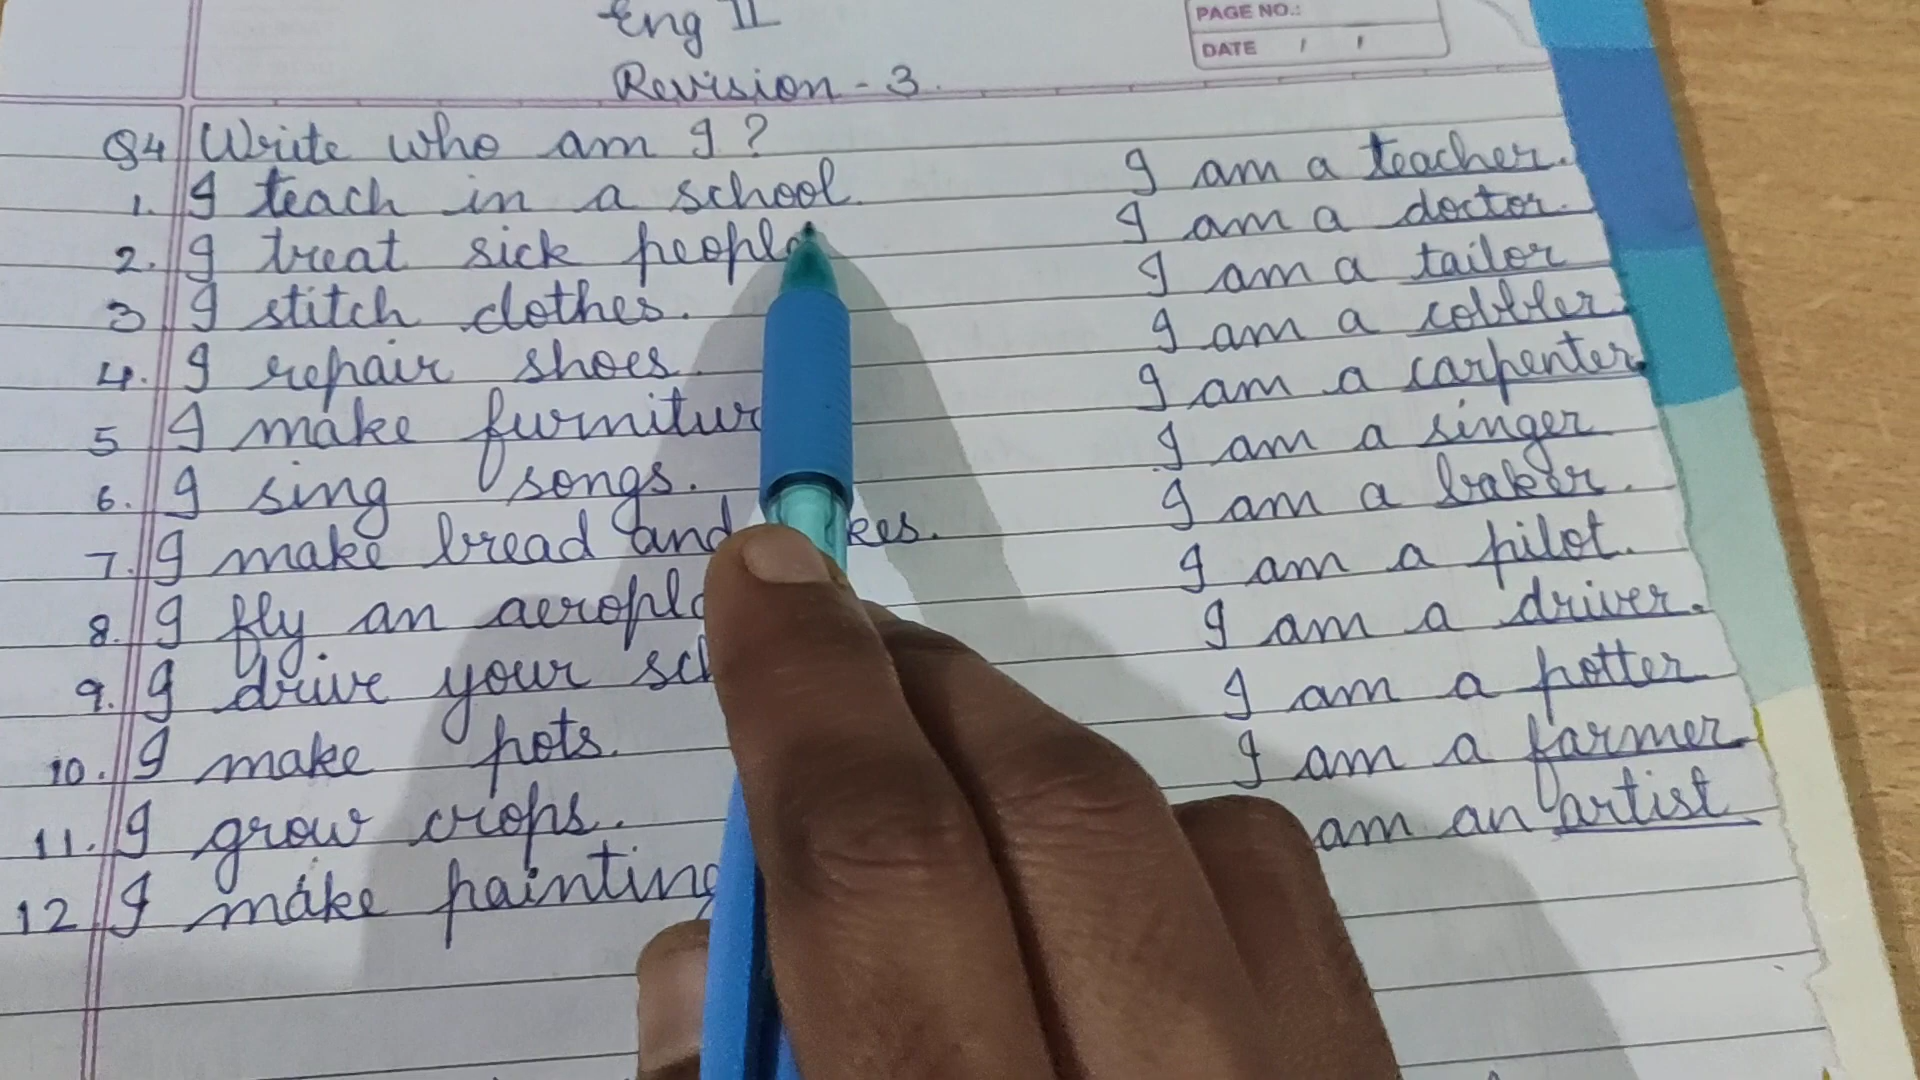 Eng II
PAGE NO.:
DATE / /
Revision - 3.
Q4 Write who am I?
1. I teach in a school. I am a teacher.
2. I treat sick people I am a doctor.
3 I stitch clothes. I am a tailor
4. I repair shoes. I am a cobbler.
5 I make I am a carpenter.
6. I sing songs. I am a singer
7. I make bread and I am a baker.
8. I fly an I am a pilot.
9. I drive your I am a driver.
10. I make pots. I am a potter
11. I grow crops. I am a farmer.
12 I make am an artist